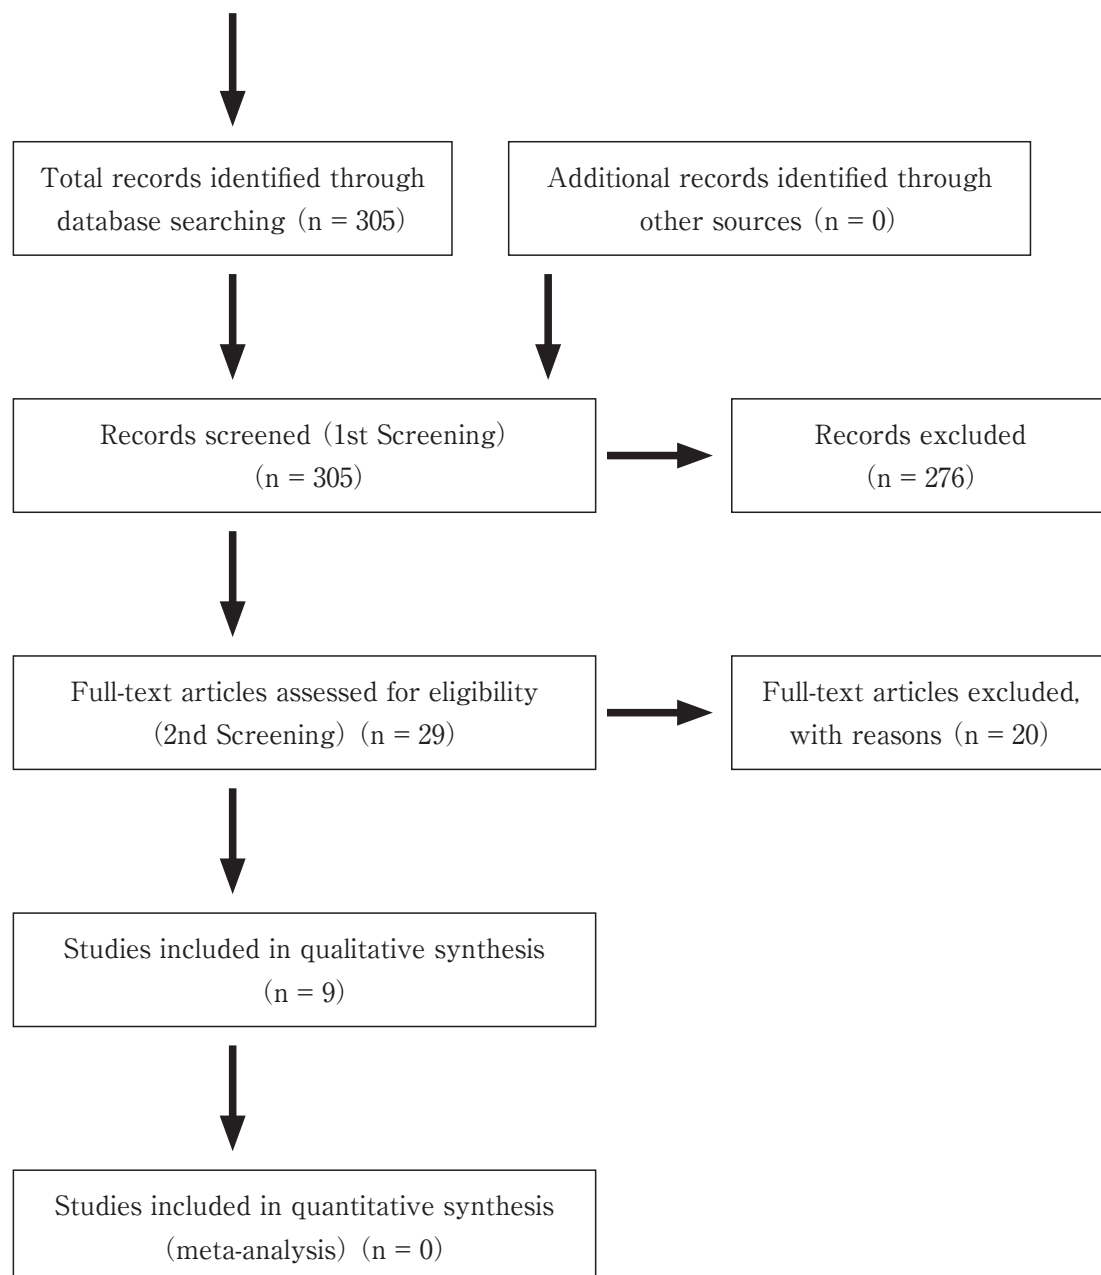 Total records identified through
database searching (n = 305)
Additional records identified through
other sources (n = 0)
Records screened (1st Screening)
(n = 305)
Records excluded
(n = 276)
Full-text articles assessed for eligibility
(2nd Screening) (n = 29)
Full-text articles excluded,
with reasons (n = 20)
Studies included in qualitative synthesis
(n = 9)
Studies included in quantitative synthesis
(meta-analysis) (n = 0)